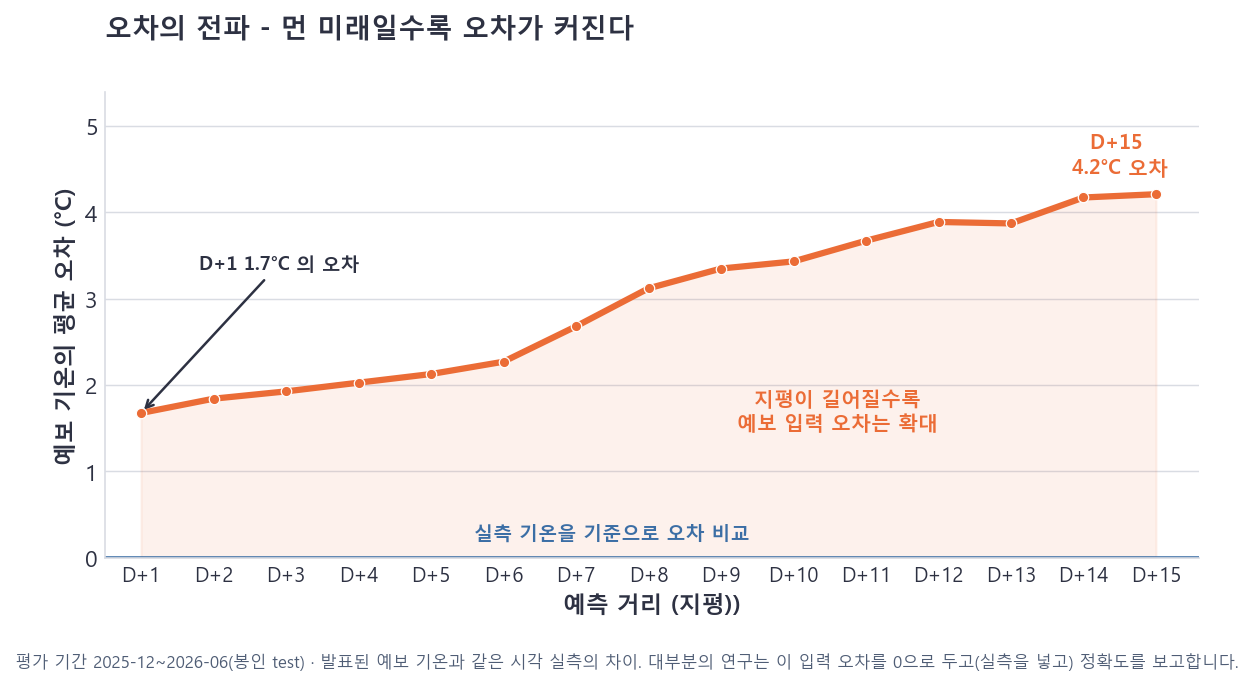 오차의 전파 - 먼 미래일수록 오차가 커진다
예보 기온의 평균 오차 (°C)
5
4
3
2
1
0
D+15
4.2°C 오차
D+1 1.7°C 의 오차
지평이 길어질수록
예보 입력 오차는 확대
실측 기온을 기준으로 오차 비교
D+1 D+2 D+3 D+4 D+5 D+6 D+7 D+8 D+9 D+10 D+11 D+12 D+13 D+14 D+15
예측 거리 (지평))
평가 기간 2025-12~2026-06(봉인 test) · 발표된 예보 기온과 같은 시각 실측의 차이. 대부분의 연구는 이 입력 오차를 0으로 두고(실측을 넣고) 정확도를 보고합니다.